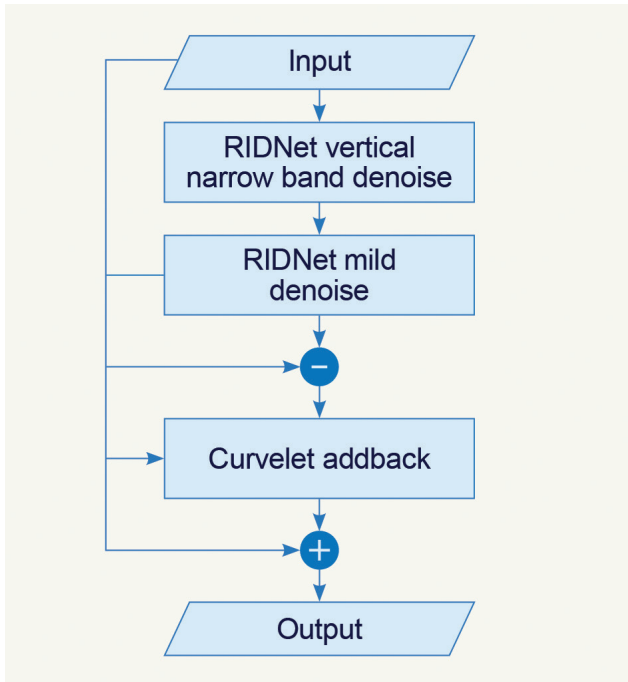 Input
RIDNet vertical
narrow band denoise
RIDNet mild
denoise
−
Curvelet addback
+
Output